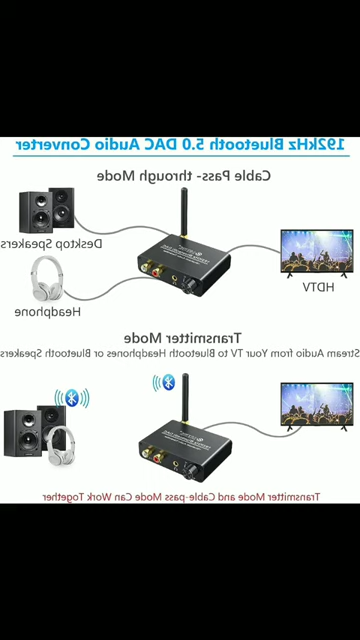 192kHz Bluetooth 5.0 DAC Audio Converter
Cable Pass- through Mode
Desktop Speakers
HDTV
Headphone
Transmitter Mode
Stream Audio from Your TV to Bluetooth Headphones or Bluetooth Speakers
Transmitter Mode and Cable-pass Mode Can Work Together